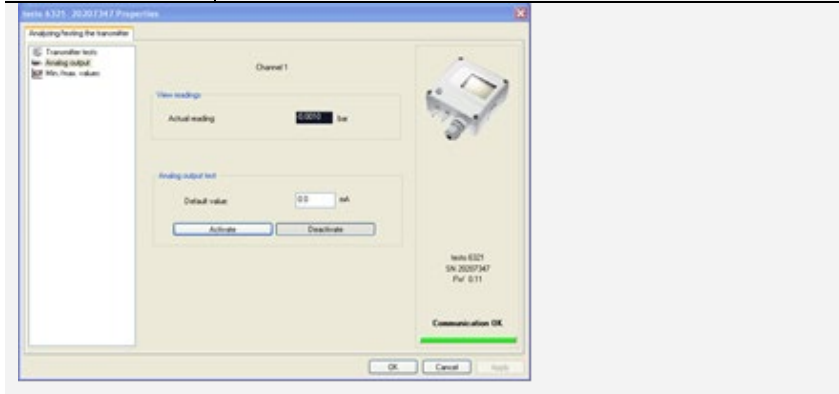 testo 6321 20207347 Properties
Analyzing/testing the transmitter
Transmitter tests
Analog output
Min./max. values
Channel 1
View readings
Actual reading
-0.0010 bar
Analog output test
Default value
0.0 mA
Activate
Deactivate
testo 6321
SN 20207347
FW 0.11
Communication OK
OK
Cancel
Apply